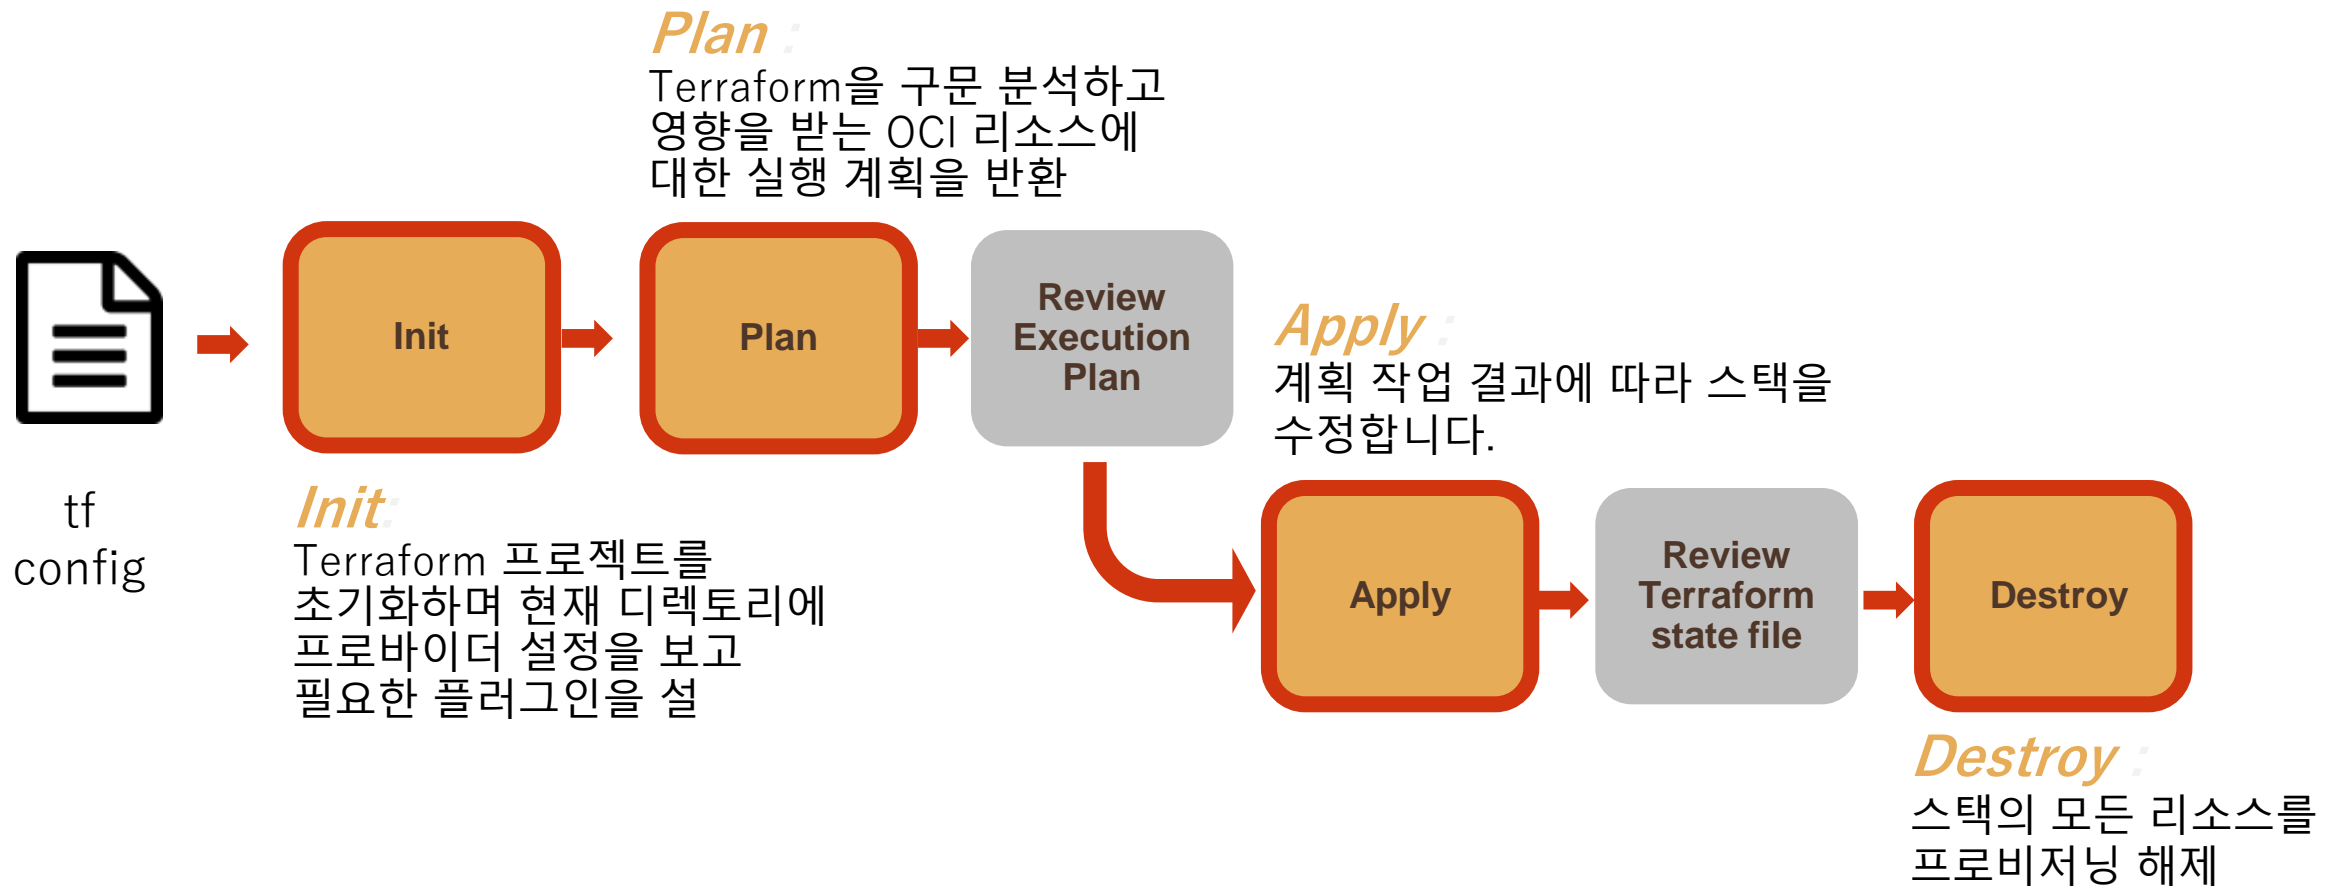 Plan :
Terraform을 구문 분석하고
영향을 받는 OCI 리소스에
대한 실행 계획을 반환
tf
config
Init
Plan
Review
Execution
Plan
Init:
Terraform 프로젝트를
초기화하며 현재 디렉토리에
프로바이더 설정을 보고
필요한 플러그인을 설
Apply :
계획 작업 결과에 따라 스택을
수정합니다.
Apply
Review
Terraform
state file
Destroy
Destroy :
스택의 모든 리소스를
프로비저닝 해제